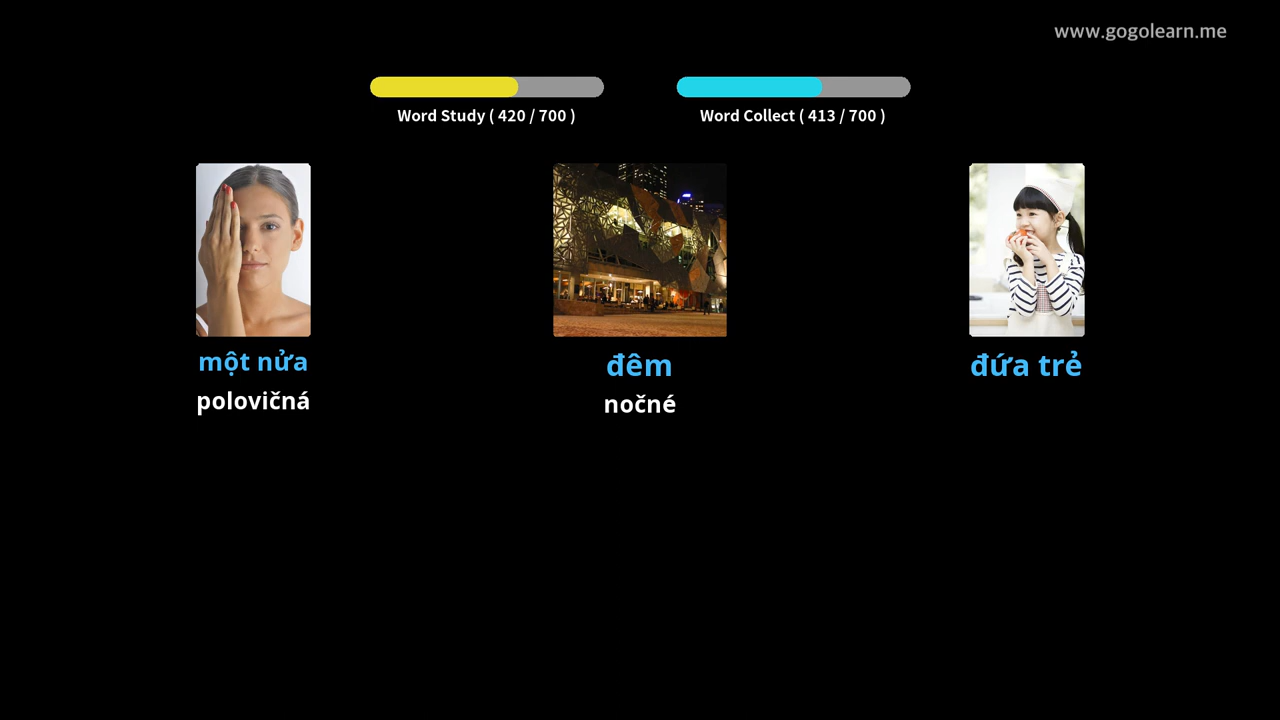 www.gogolearn.me
Word Study ( 420 / 700 )
Word Collect ( 413 / 700 )
một nửa
đêm
đứa trẻ
polovičná
nočné